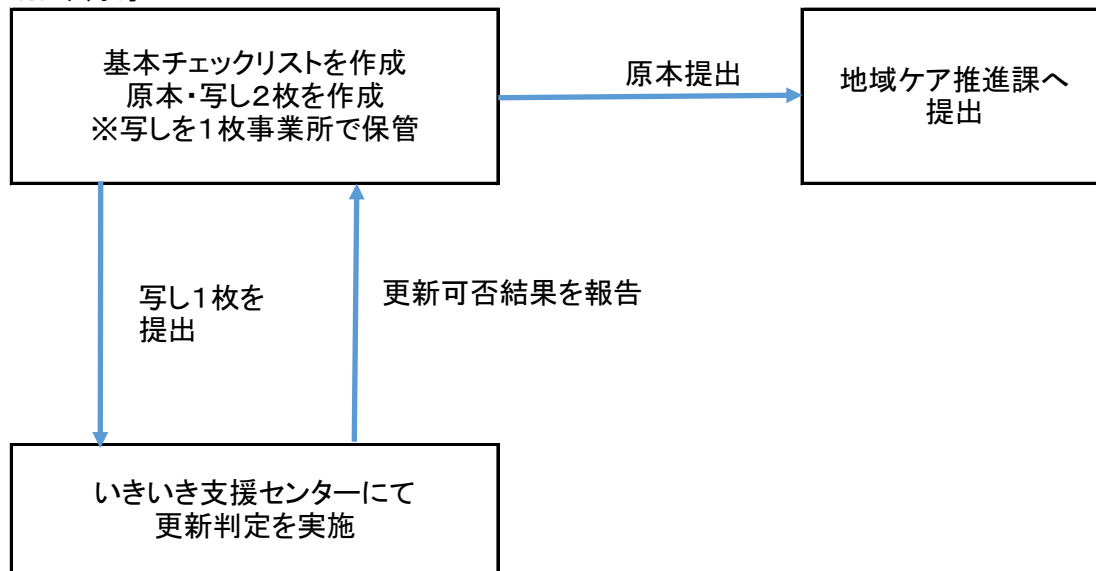 基本チェックリストを作成
原本・写し2枚を作成
※写しを1枚事業所で保管
原本提出
地域ケア推進課へ
提出
写し1枚を
提出
更新可否結果を報告
いきいき支援センターにて
更新判定を実施